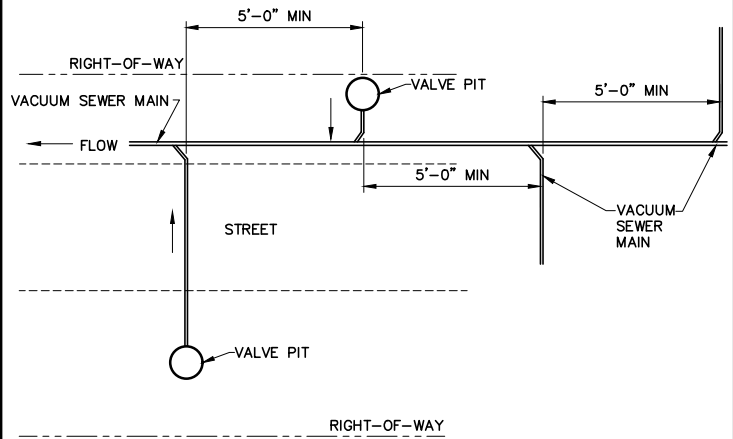 5'-0" MIN
RIGHT-OF-WAY
VALVE PIT
5'-0" MIN
VACUUM SEWER MAIN
FLOW
5'-0" MIN
VACUUM
SEWER
MAIN
STREET
VALVE PIT
RIGHT-OF-WAY